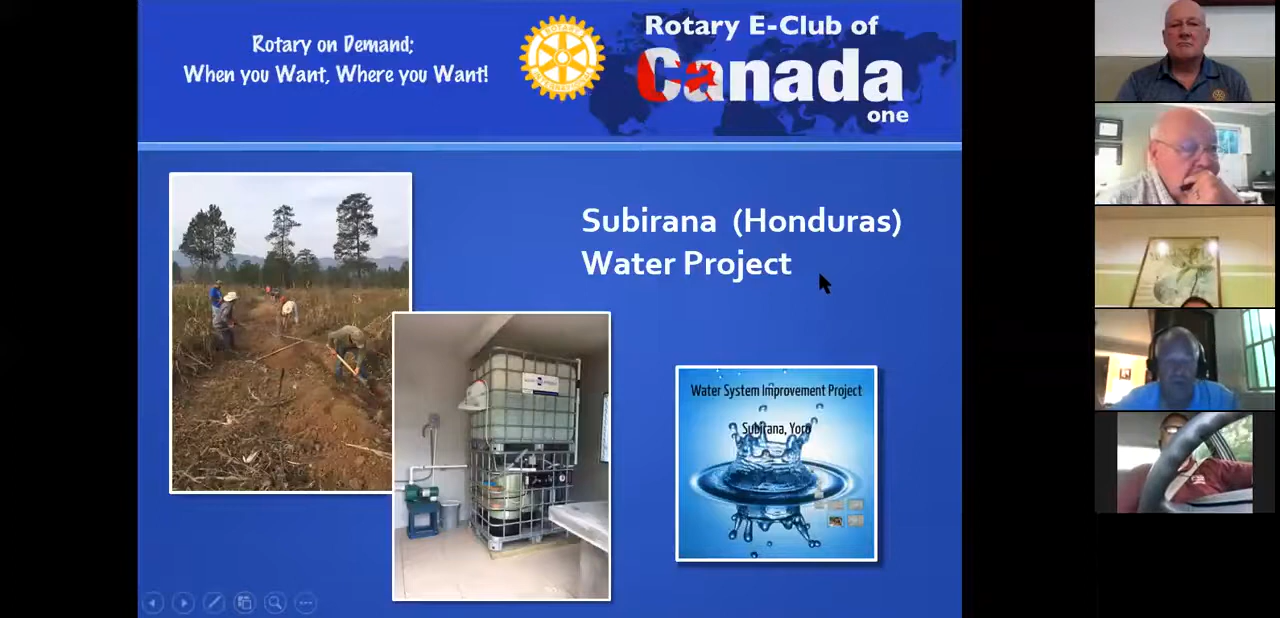 Rotary on Demand;
When you Want, Where you Want!
Rotary E-Club of
Canada
one
Subirana (Honduras)
Water Project
Water System Improvement Project
Subirana, Yoro